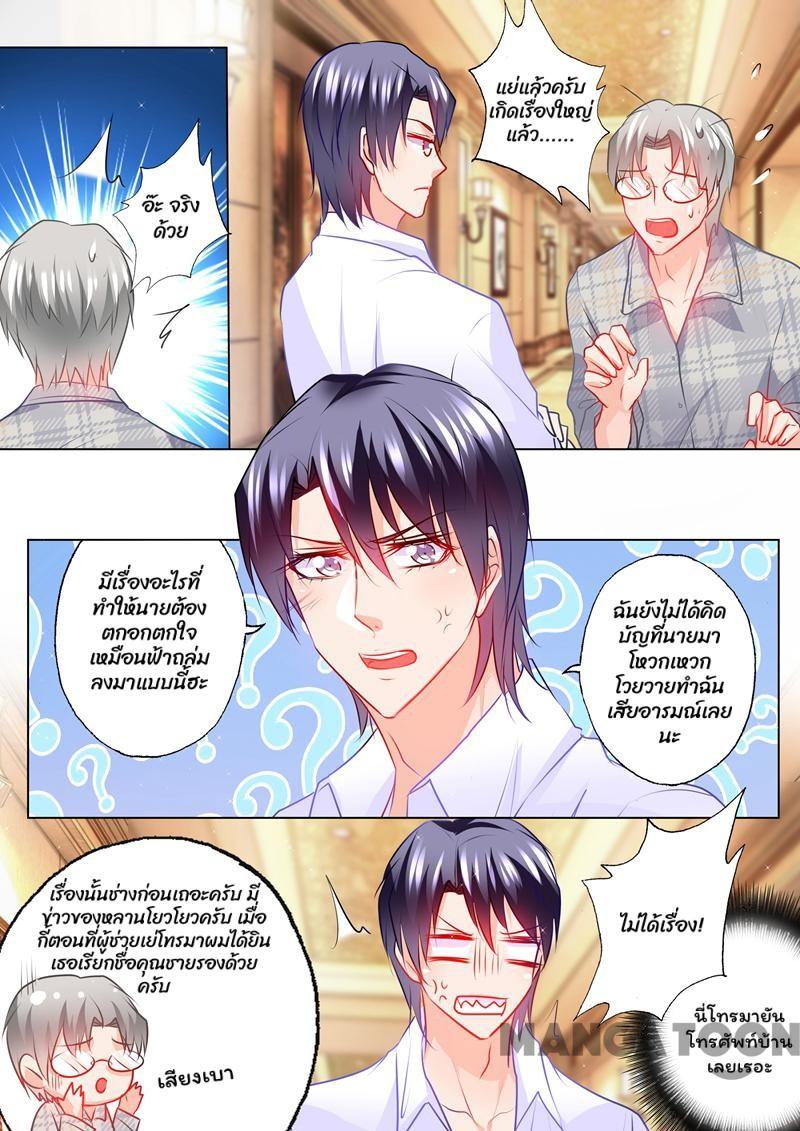 อ๊ะ จริง
ด้วย
แย่แล้วครับ
เกิดเรื่องใหญ่
แล้ว......
มีเรื่องอะไรที่
ทำให้นายต้อง
ตกอกตกใจ
เหมือนฟ้าถล่ม
ลงมาแบบนี้ฮะ
ฉันยังไม่ได้คิด
บัญที่นายมา
โหวกเหวก
โวยวายทำฉัน
เสียอารมณ์เลย
นะ
เรื่องนั้นช่างก่อนเถอะครับ มี
ข่าวของหลานโยวโยวครับ เมื่อ
กี้ตอนที่ผู้ช่วยเย่โทรมาผมได้ยิน
เธอเรียกชื่อคุณชายรองด้วย
ครับ
เสียงเบา
ไม่ได้เรื่อง!
นี่โทรมายัน
โทรศัพท์บ้าน
เลยเรอะ
MANGATOON